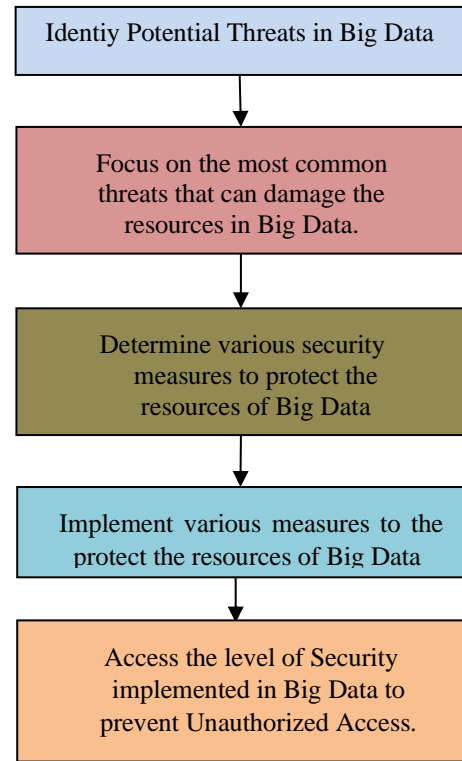 Identiy Potential Threats in Big Data
Focus on the most common
threats that can damage the
resources in Big Data.
Determine various security
measures to protect the
resources of Big Data
Implement various measures to the
protect the resources of Big Data
Access the level of Security
implemented in Big Data to
prevent Unauthorized Access.